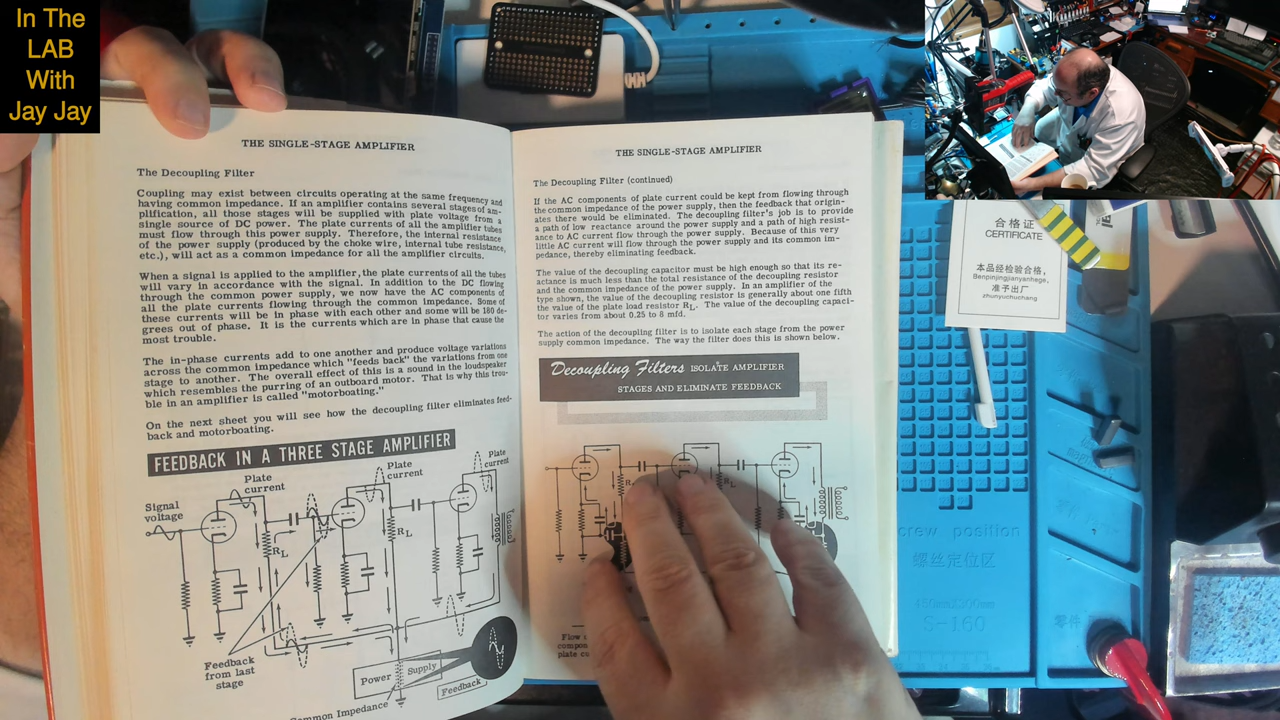 In The
LAB
With
Jay Jay
THE SINGLE-STAGE AMPLIFIER
The Decoupling Filter
Coupling may exist between circuits operating at the same frequency and
having common impedance. If an amplifier contains several stages of am-
plification, all those stages will be supplied with plate voltage from a
single source of DC power. The plate currents of all the amplifier tubes
must flow through this power supply. Therefore, the internal resistance
of the power supply (produced by the choke wire, internal tube resistance,
etc.), will act as a common impedance for all the amplifier circuits.
When a signal is applied to the amplifier, the plate currents of all the tubes
will vary in accordance with the signal. In addition to the DC flowing
through the common power supply, we now have the AC components of
all the plate currents flowing through the common impedance. Some of
these currents will be in phase with each other and some will be 180 de-
grees out of phase. It is the currents which are in phase that cause the
most trouble.
The in-phase currents add to one another and produce voltage variations
across the common impedance which "feeds back" the variations from one
stage to another. The overall effect of this is a sound in the loudspeaker
which resembles the purring of an outboard motor. That is why this trou-
ble in an amplifier is called "motorboating."
On the next sheet you will see how the decoupling filter eliminates feed-
back and motorboating.
FEEDBACK IN A THREE STAGE AMPLIFIER
Signal
voltage
Plate
current
Plate
current
Plate
current
RL
RL
Feedback
from last
stage
Power
Supply
Feedback
Common Impedance
THE SINGLE-STAGE AMPLIFIER
The Decoupling Filter (continued)
If the AC components of plate current could be kept from flowing through
the common impedance of the power supply, then the feedback that origin-
ates there would be eliminated. The decoupling filter's job is to provide
a path of low reactance around the power supply and a path of high resist-
ance to AC current flow through the power supply. Because of this very
little AC current will flow through the power supply and its common im-
pedance, thereby eliminating feedback.
The value of the decoupling capacitor must be high enough so that its re-
actance is much less than the total resistance of the decoupling resistor
and the common impedance of the power supply. In an amplifier of the
type shown, the value of the decoupling resistor is generally about one fifth
the value of the plate load resistor RL. The value of the decoupling capaci-
tor varies from about 0.25 to 8 mfd.
The action of the decoupling filter is to isolate each stage from the power
supply common impedance. The way the filter does this is shown below.
Decoupling Filters ISOLATE AMPLIFIER
STAGES AND ELIMINATE FEEDBACK
RL
RL
Flow
compon
plate cu
合格证
CERTIFICATE
本品经检验合格，
Benpinjingjianyanhege,
准予出厂
zhunyuchuchang
crew position
螺丝定位区
450mmX300mm
S-160
零件